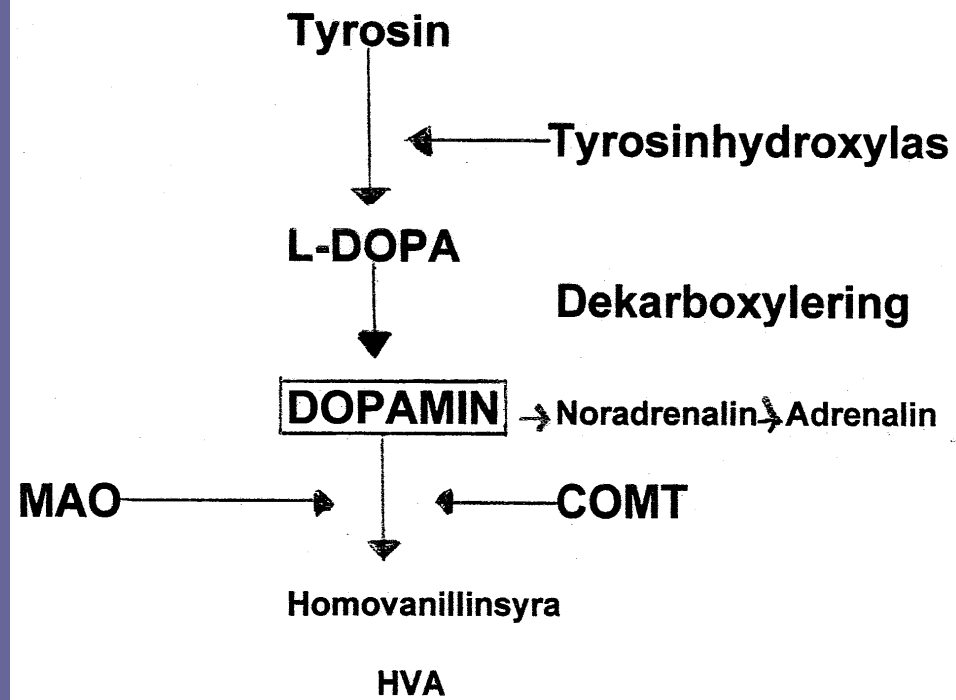 Tyrosin
Tyrosinhydroxylas
L-DOPA
Dekarboxylering
DOPAMIN
Noradrenalin
Adrenalin
MAO
COMT
Homovanillinsyra
HVA